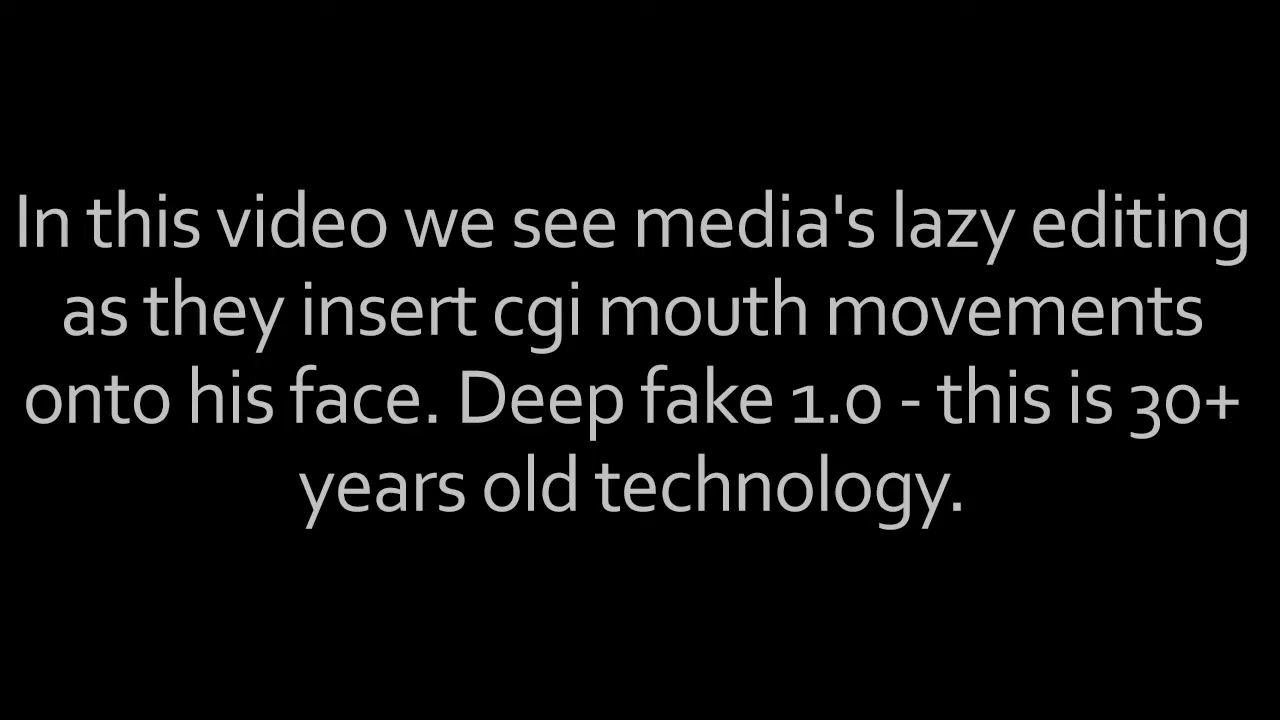 In this video we see media's lazy editing
as they insert cgi mouth movements
onto his face. Deep fake 1.0 - this is 30+
years old technology.